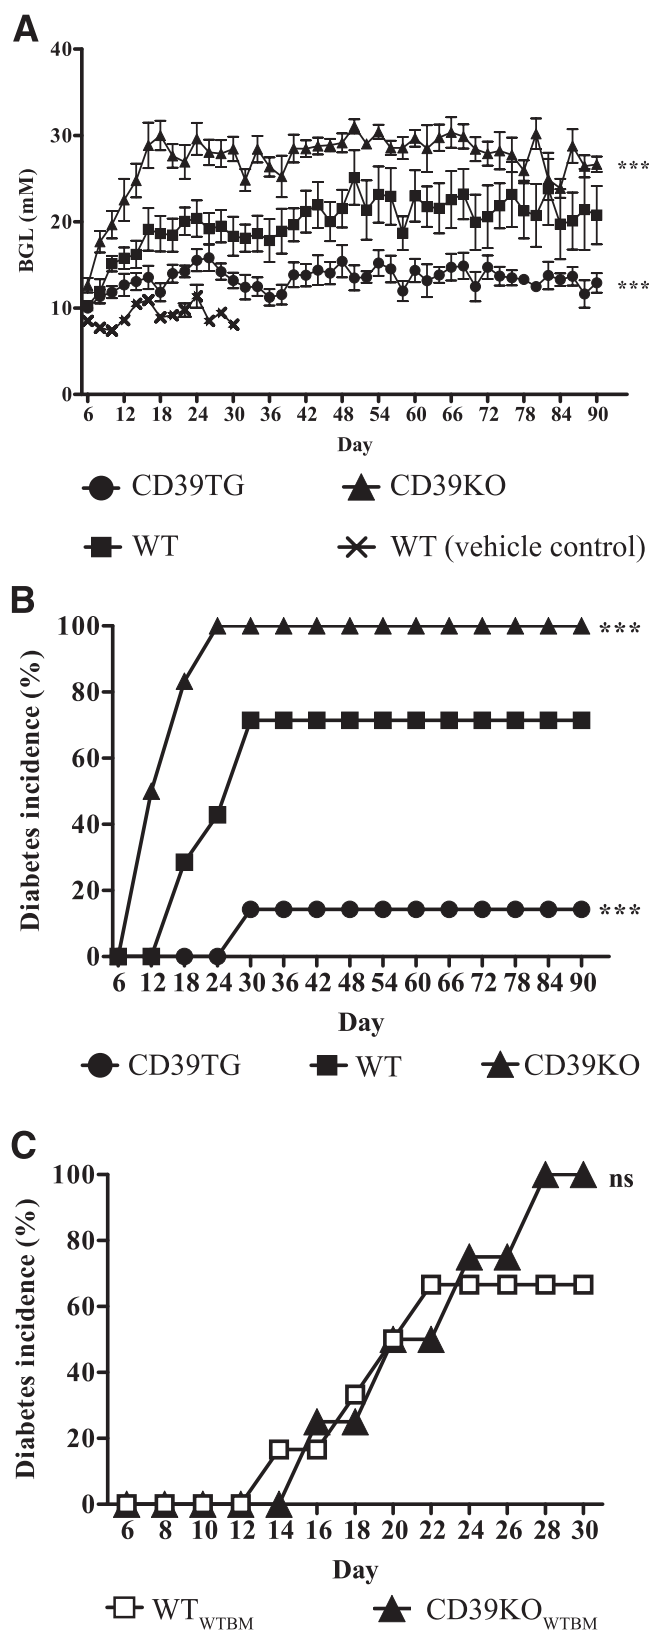 A
40
30
20
10
0
BGL (mM)
***
***
6 12 18 24 30 36 42 48 54 60 66 72 78 84 90
Day
CD39TG CD39KO
WT WT (vehicle control)
B
100
80
60
40
20
0
Diabetes incidence (%)
***
***
6 12 18 24 30 36 42 48 54 60 66 72 78 84 90
Day
CD39TG WT CD39KO
C
100
80
60
40
20
0
Diabetes incidence (%)
ns
6 8 10 12 14 16 18 20 22 24 26 28 30
Day
WT WTBM CD39KO WTBM